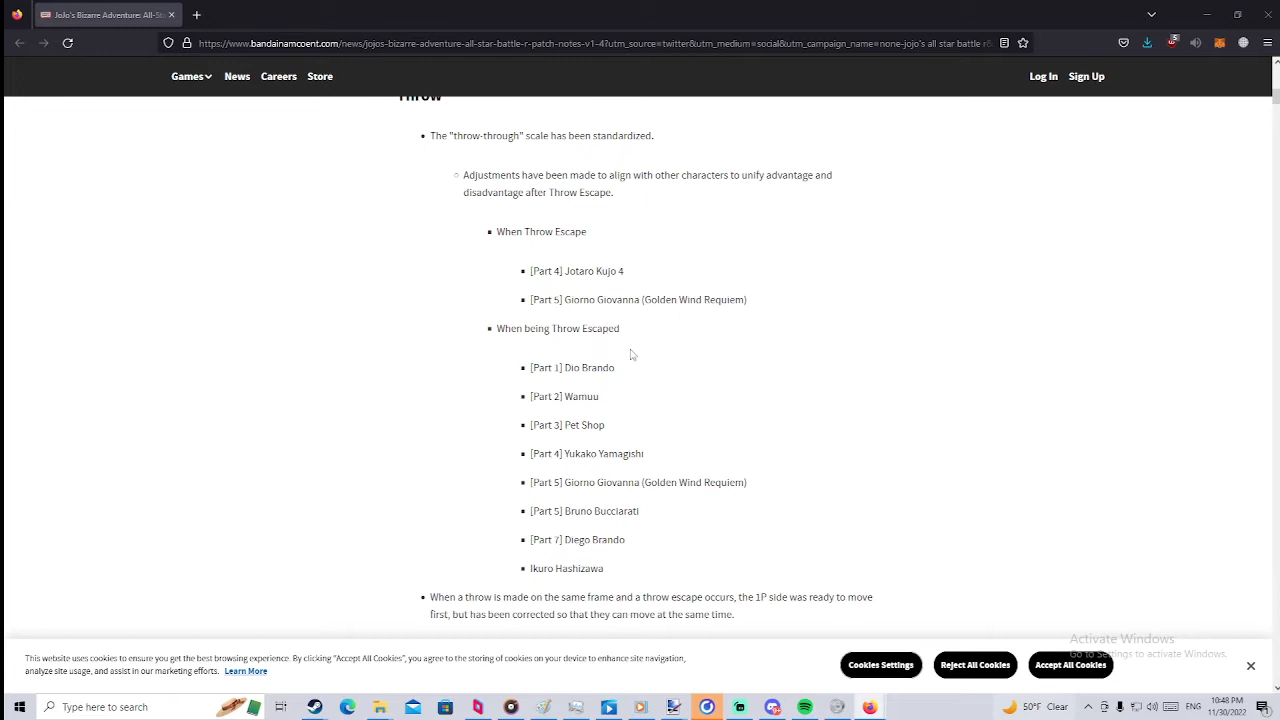 JoJo's Bizarre Adventure: All-Sta
https://www.bandainamcoent.com/news/jojos-bizarre-adventure-all-star-battle-r-patch-notes-v1-4?utm_source=twitter&utm_medium=social&utm_campaign_name=none-jojo's all star battle r&
5
Games News Careers Store Log In Sign Up
Throw
• The "throw-through" scale has been standardized.
Adjustments have been made to align with other characters to unify advantage and
disadvantage after Throw Escape.
When Throw Escape
[Part 4] Jotaro Kujo 4
[Part 5] Giorno Giovanna (Golden Wind Requiem)
When being Throw Escaped
[Part 1] Dio Brando
[Part 2] Wamuu
[Part 3] Pet Shop
[Part 4] Yukako Yamagishi
[Part 5] Giorno Giovanna (Golden Wind Requiem)
[Part 5] Bruno Bucciarati
[Part 7] Diego Brando
Ikuro Hashizawa
• When a throw is made on the same frame and a throw escape occurs, the 1P side was ready to move
first, but has been corrected so that they can move at the same time.
Activate Windows
Go to Settings to activate Windows.
This website uses cookies to ensure you get the best browsing experience. By clicking "Accept All Cookies", you agree to the storing of cookies on your device to enhance site navigation,
analyze site usage, and assist in our marketing efforts. Learn More
Cookies Settings Reject All Cookies Accept All Cookies
Type here to search
50°F Clear
10:48 PM
11/30/2022